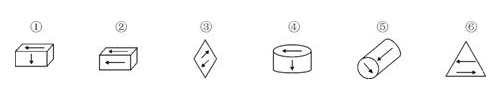 ① ② ③ ④ ⑤ ⑥